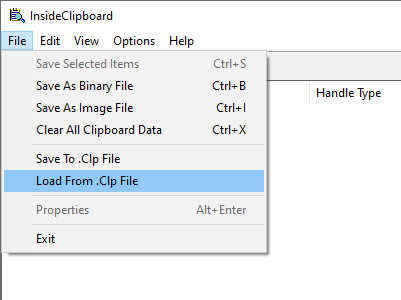 InsideClipboard
File Edit View Options Help
Save Selected Items Ctrl+S
Save As Binary File Ctrl+B
Handle Type
Save As Image File Ctrl+I
Clear All Clipboard Data Ctrl+X
Save To .Clp File
Load From .Clp File
Properties Alt+Enter
Exit